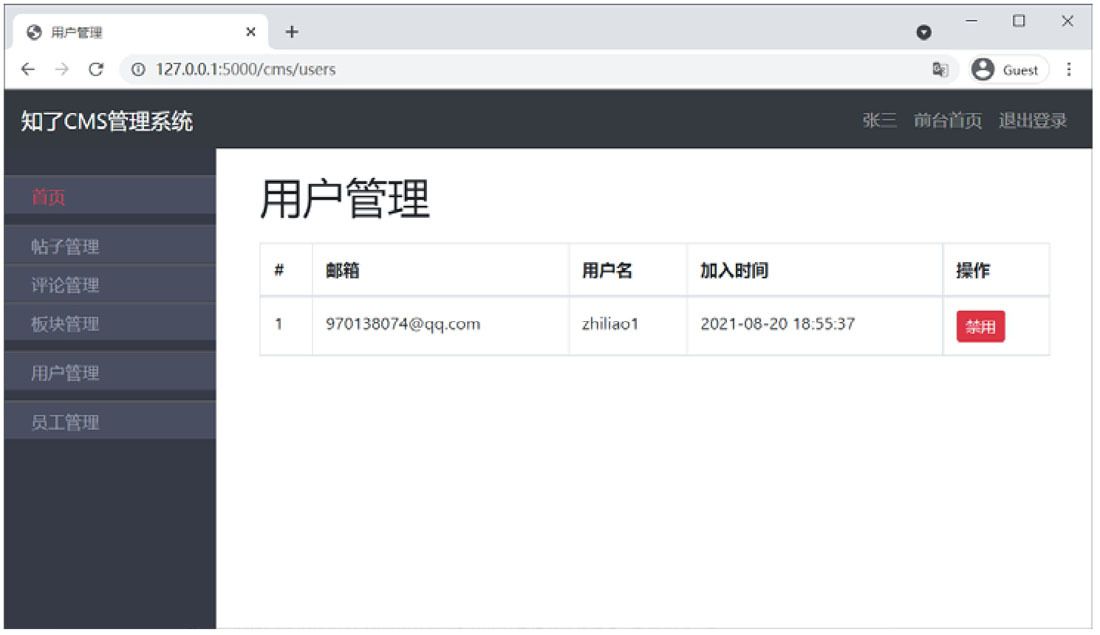 用户管理
127.0.0.1:5000/cms/users
Guest
知了CMS管理系统
张三 前台首页 退出登录
首页
帖子管理
评论管理
板块管理
用户管理
员工管理
用户管理
# 邮箱 用户名 加入时间 操作
1 970138074@qq.com zhiliao1 2021-08-20 18:55:37 禁用